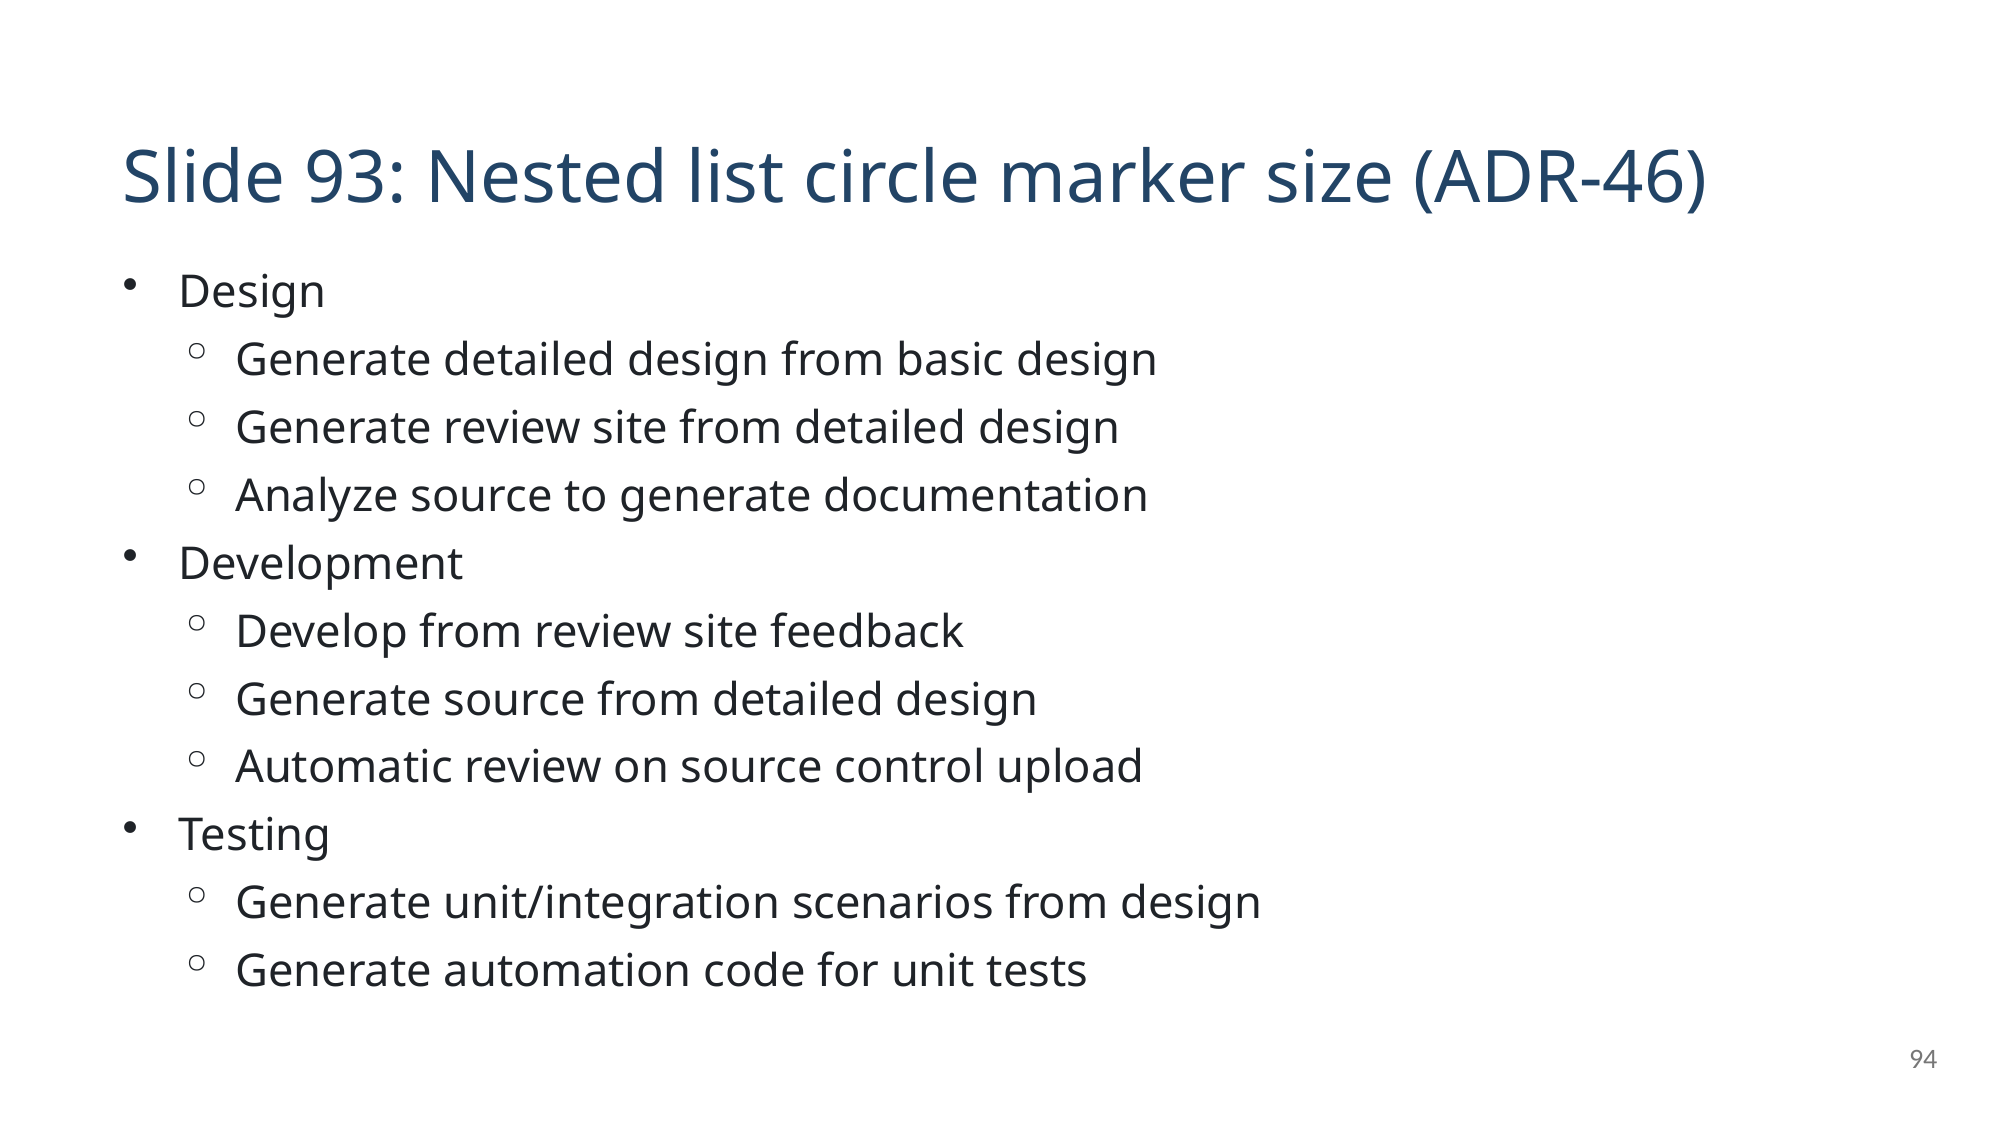 Slide 93: Nested list circle marker size (ADR-46)
• Design
○ Generate detailed design from basic design
○ Generate review site from detailed design
○ Analyze source to generate documentation
• Development
○ Develop from review site feedback
○ Generate source from detailed design
○ Automatic review on source control upload
• Testing
○ Generate unit/integration scenarios from design
○ Generate automation code for unit tests
94